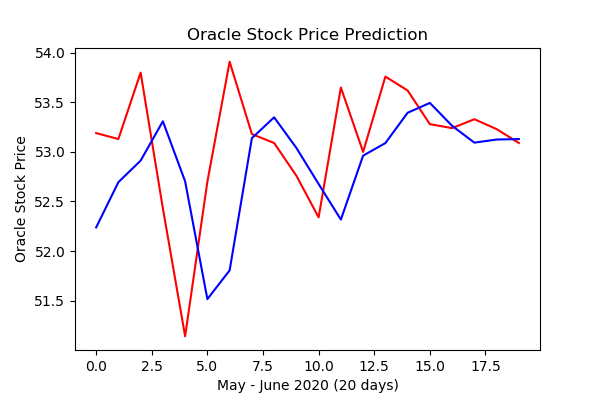 Oracle Stock Price Prediction
54.0
53.5
53.0
52.5
52.0
51.5
Oracle Stock Price
0.0 2.5 5.0 7.5 10.0 12.5 15.0 17.5
May - June 2020 (20 days)